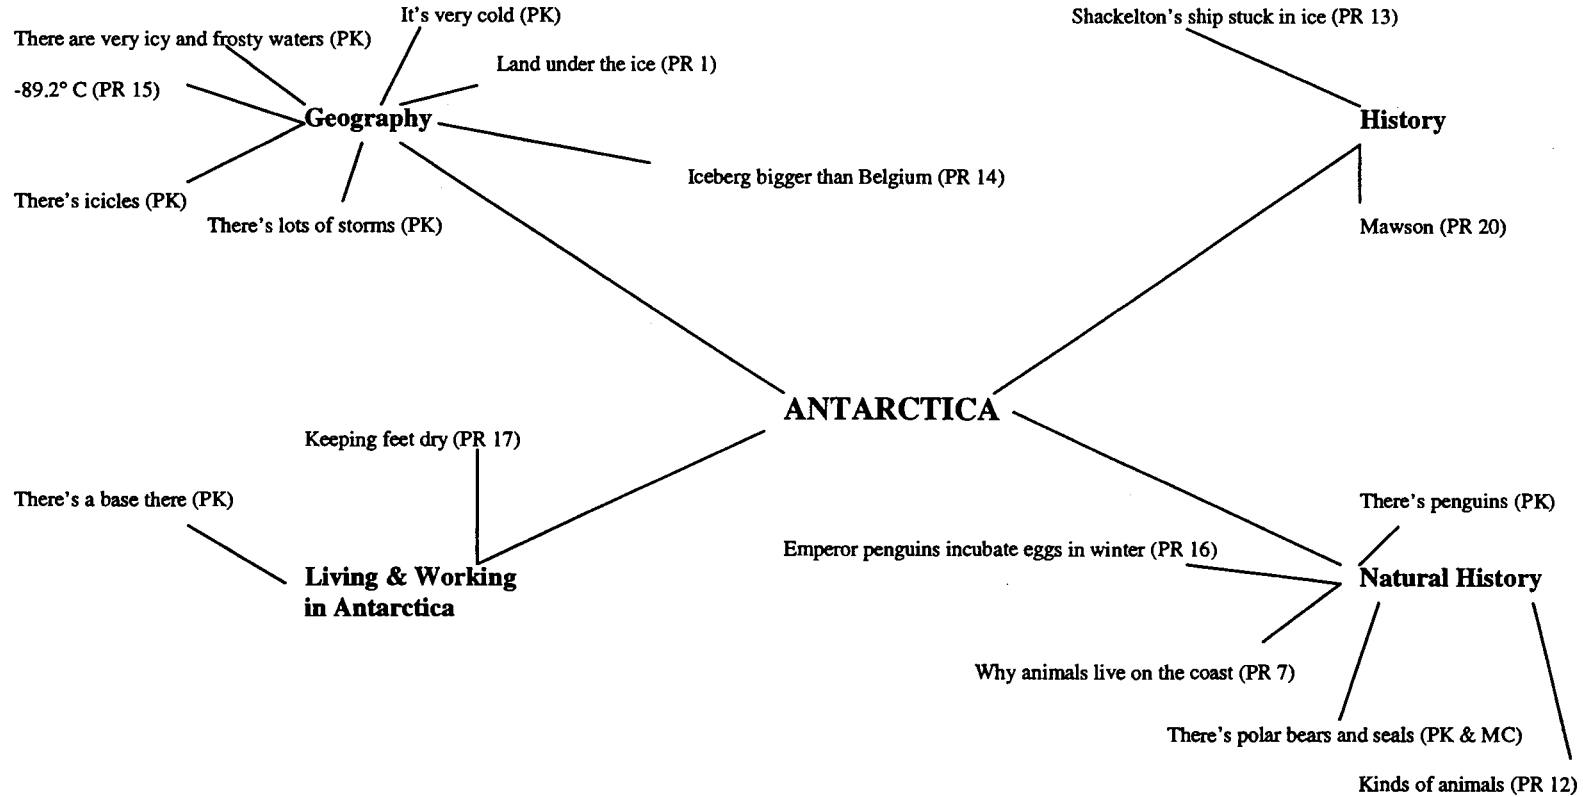 It's very cold (PK)
Shackelton's ship stuck in ice (PR 13)
There are very icy and frosty waters (PK)
Land under the ice (PR 1)
-89.2° C (PR 15)
Geography
History
Iceberg bigger than Belgium (PR 14)
There's icicles (PK)
There's lots of storms (PK)
Mawson (PR 20)
ANTARCTICA
Keeping feet dry (PR 17)
There's a base there (PK)
There's penguins (PK)
Emperor penguins incubate eggs in winter (PR 16)
Living & Working
in Antarctica
Natural History
Why animals live on the coast (PR 7)
There's polar bears and seals (PK & MC)
Kinds of animals (PR 12)